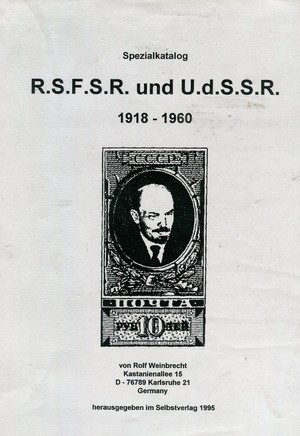 Spezialkatalog
R.S.F.S.R. und U.d.S.S.R.
1918 - 1960
СССР
ПОЧТА
РУБ 10 ЛЕЙ
von Rolf Weinbrecht
Kastanienallee 15
D - 76789 Karlsruhe 21
Germany
herausgegeben im Selbstverlag 1995